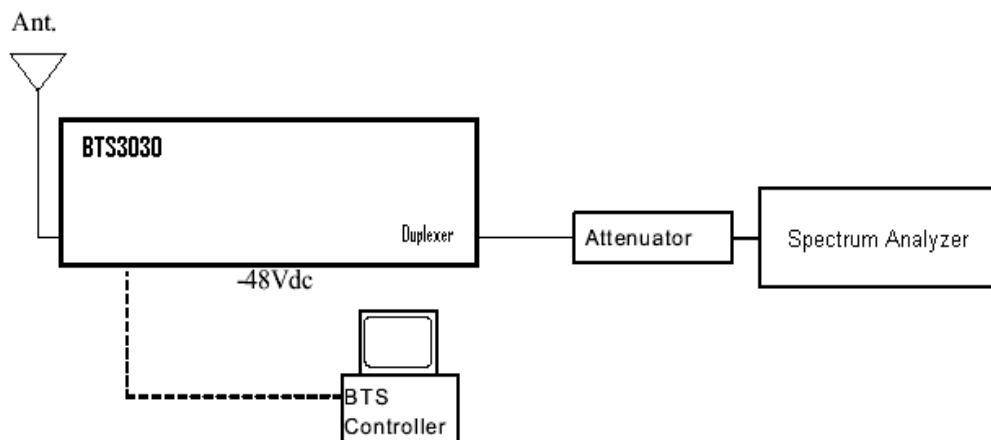 Ant.
BTS3030
Duplexer
Attenuator
Spectrum Analyzer
-48Vdc
BTS
Controller